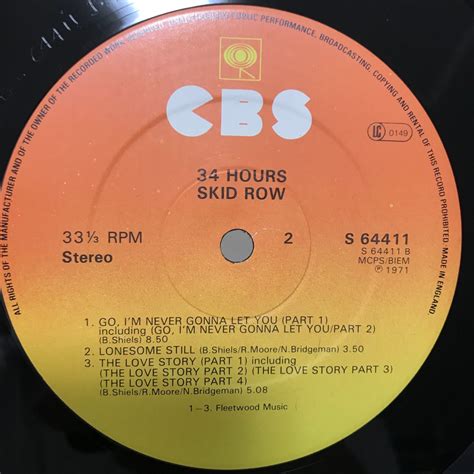 ALL RIGHTS OF THE MANUFACTURER AND OF THE OWNER OF THE RECORDED WORK PUBLIC PERFORMANCE, BROADCASTING, COPYING AND RENTAL OF THIS RECORD PROHIBITED. MADE IN ENGLAND
CBS
LC 0149
34 HOURS
SKID ROW
33⅓ RPM
Stereo
2
S 64411
S 64411 B
MCPS/BIEM
℗ 1971
1. GO, I'M NEVER GONNA LET YOU (PART 1)
including (GO, I'M NEVER GONNA LET YOU/PART 2)
(B.Shiels) 8.50
2. LONESOME STILL (B.Shiels/R.Moore/N.Bridgeman) 3.50
3. THE LOVE STORY (PART 1) including
(THE LOVE STORY PART 2) (THE LOVE STORY PART 3)
(THE LOVE STORY PART 4)
(B.Shiels/R.Moore/N.Bridgeman) 5.08
1–3. Fleetwood Music